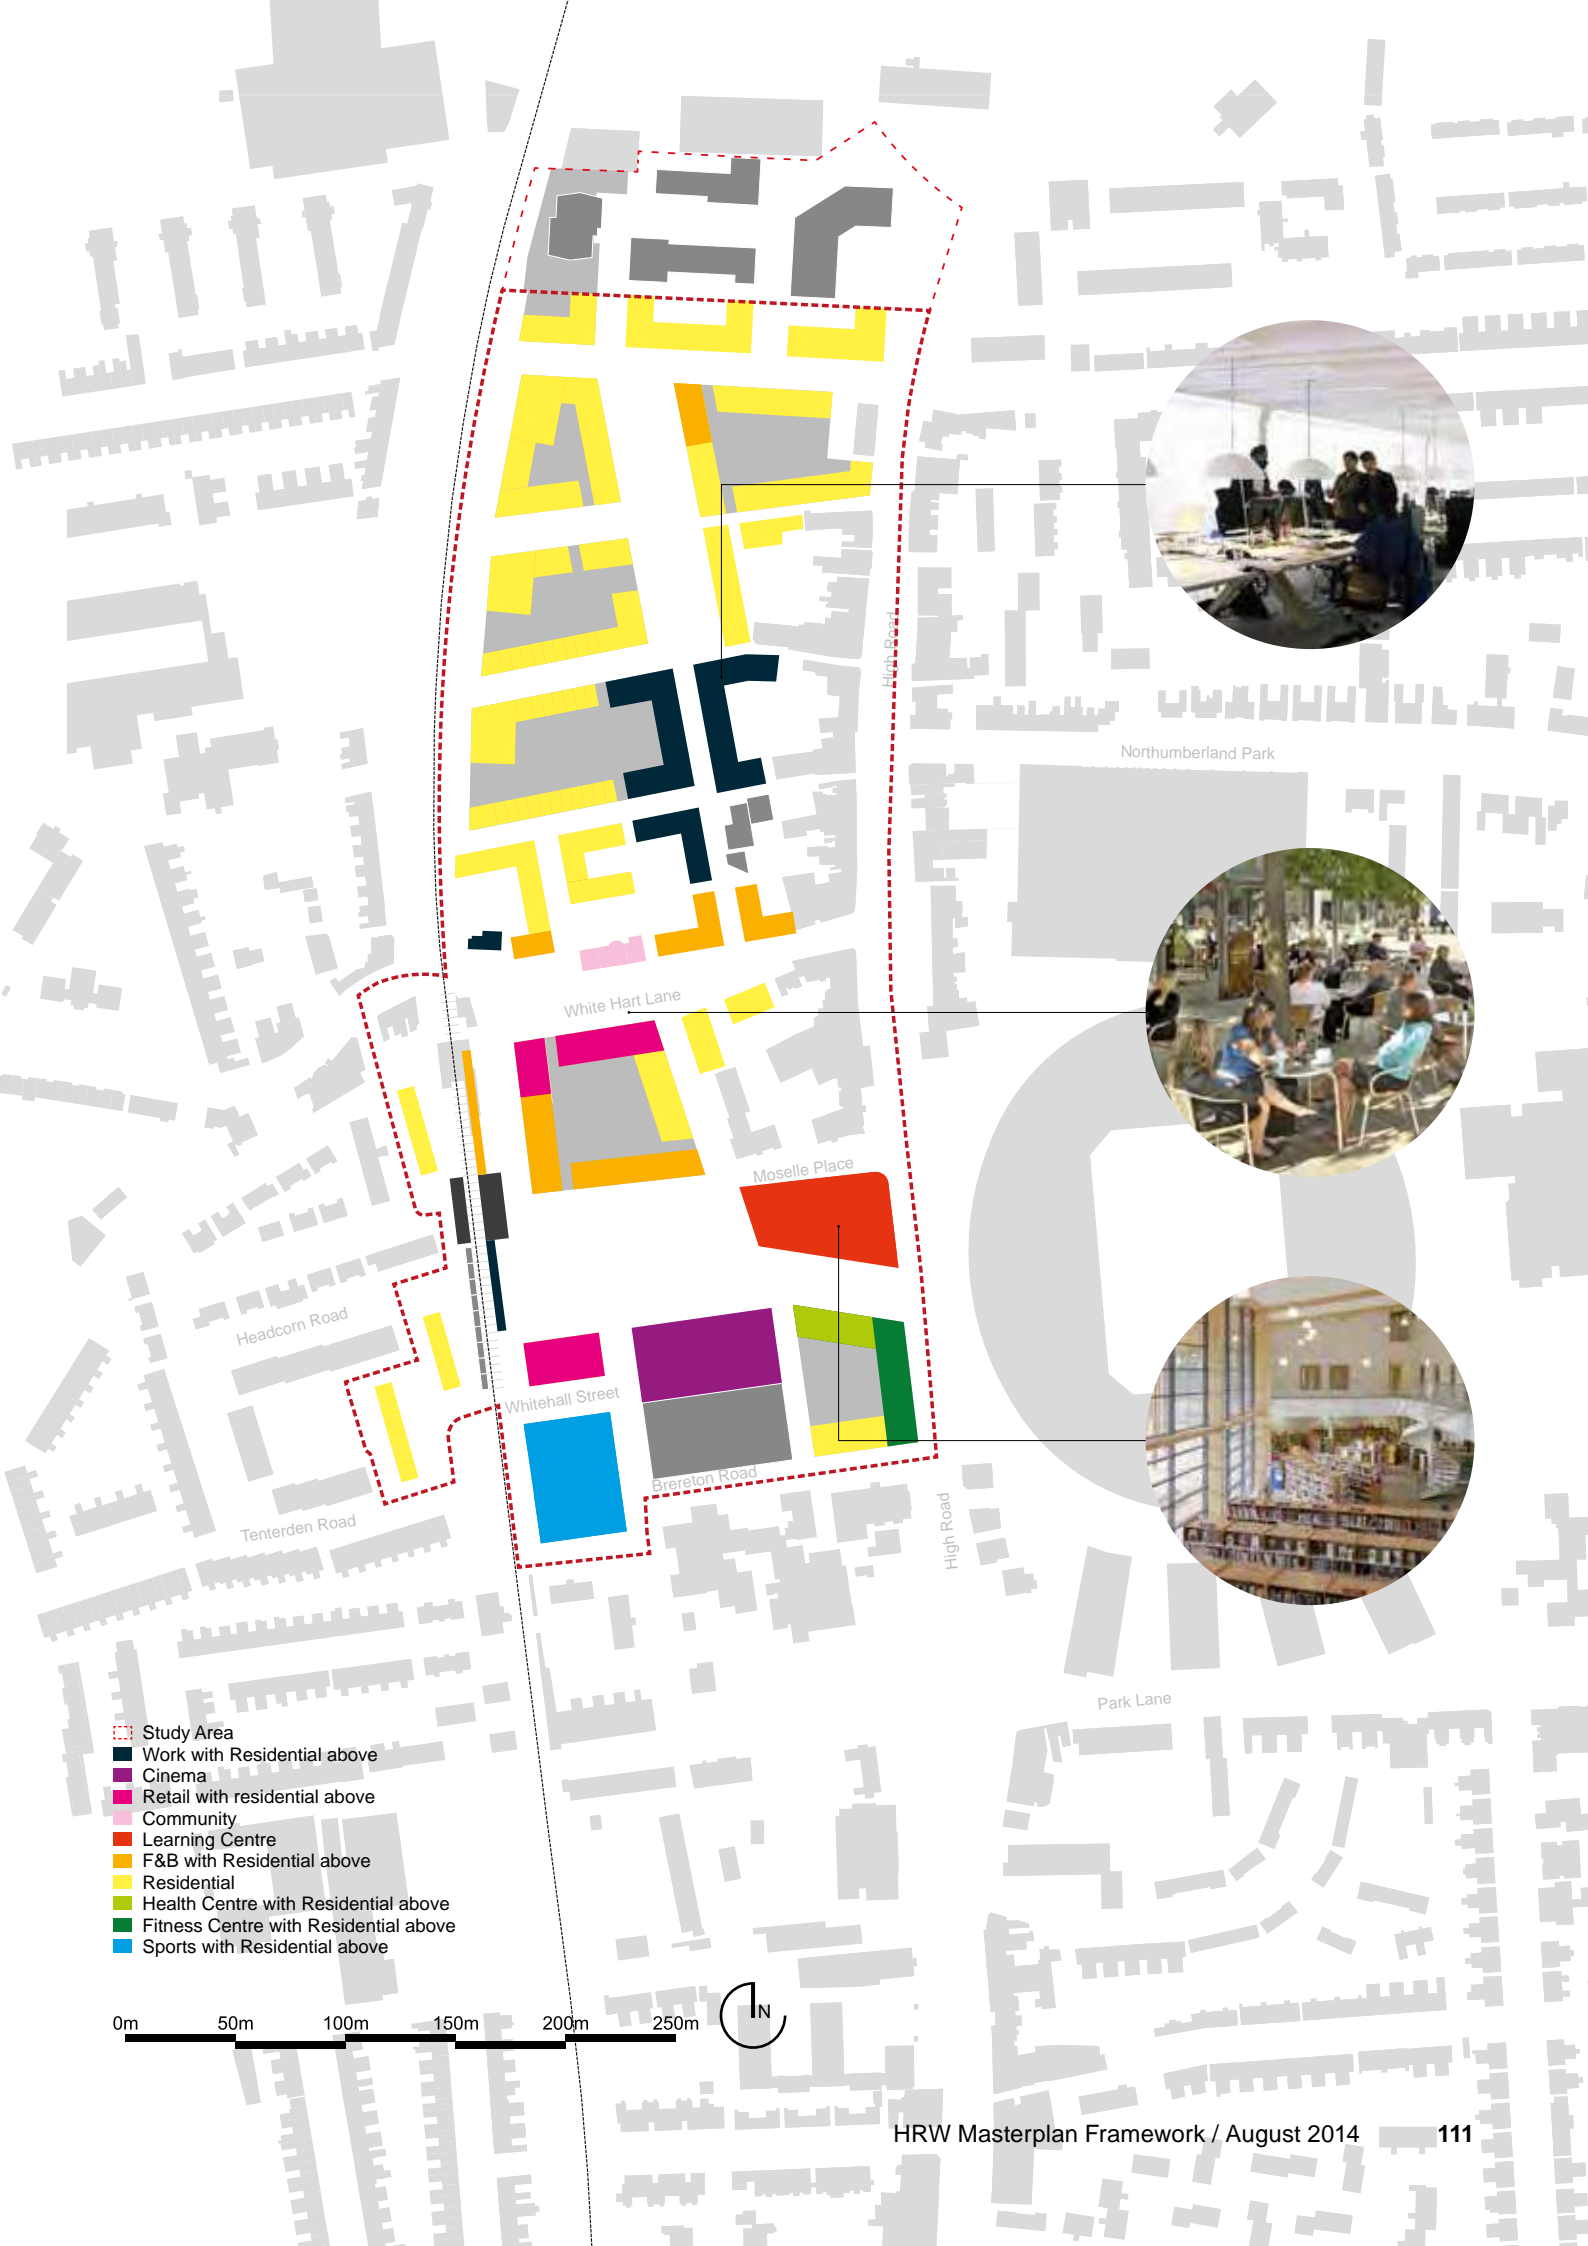 High Road
Northumberland Park
White Hart Lane
Moselle Place
Headcorn Road
Whitehall Street
Brereton Road
High Road
Tenterden Road
Park Lane
Study Area
Work with Residential above
Cinema
Retail with residential above
Community
Learning Centre
F&B with Residential above
Residential
Health Centre with Residential above
Fitness Centre with Residential above
Sports with Residential above
0m 50m 100m 150m 200m 250m
N
HRW Masterplan Framework / August 2014 111